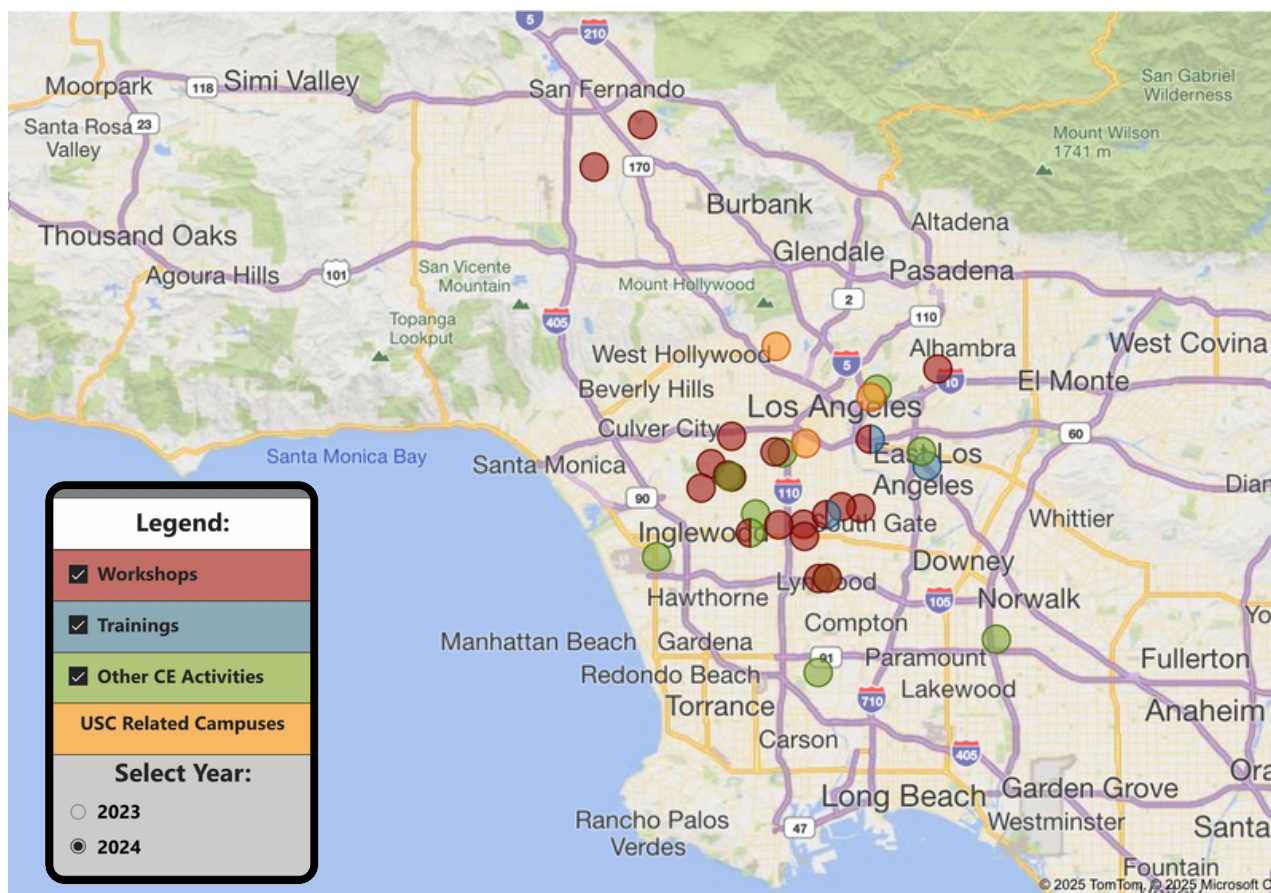 5
210
Moorpark
118
Simi Valley
San Fernando
San Gabriel
Wilderness
Santa Rosa
Valley
23
Mount Wilson
1741 m
170
Burbank
Altadena
Thousand Oaks
Glendale
Agoura Hills
101
San Vicente
Mountain
Mount Hollywood
Pasadena
2
110
Topanga
Lookput
405
West Hollywood
5
Alhambra
West Covina
Beverly Hills
10
El Monte
Los Angeles
Culver City
60
Santa Monica Bay
Santa Monica
East Los
Angeles
Dian
90
110
Inglewood
South Gate
Whittier
Downey
Lynwood
Hawthorne
105
Norwalk
Yo
Compton
Manhattan Beach
Gardena
91
Paramount
Fullerton
Redondo Beach
Lakewood
Torrance
710
Anaheim
Carson
405
Ora
Long Beach
Garden Grove
Rancho Palos
Verdes
47
Westminster
Santa
Fountain
© 2025 TomTom, © 2025 Microsoft C
Legend:
Workshops
Trainings
Other CE Activities
USC Related Campuses
Select Year:
2023
2024